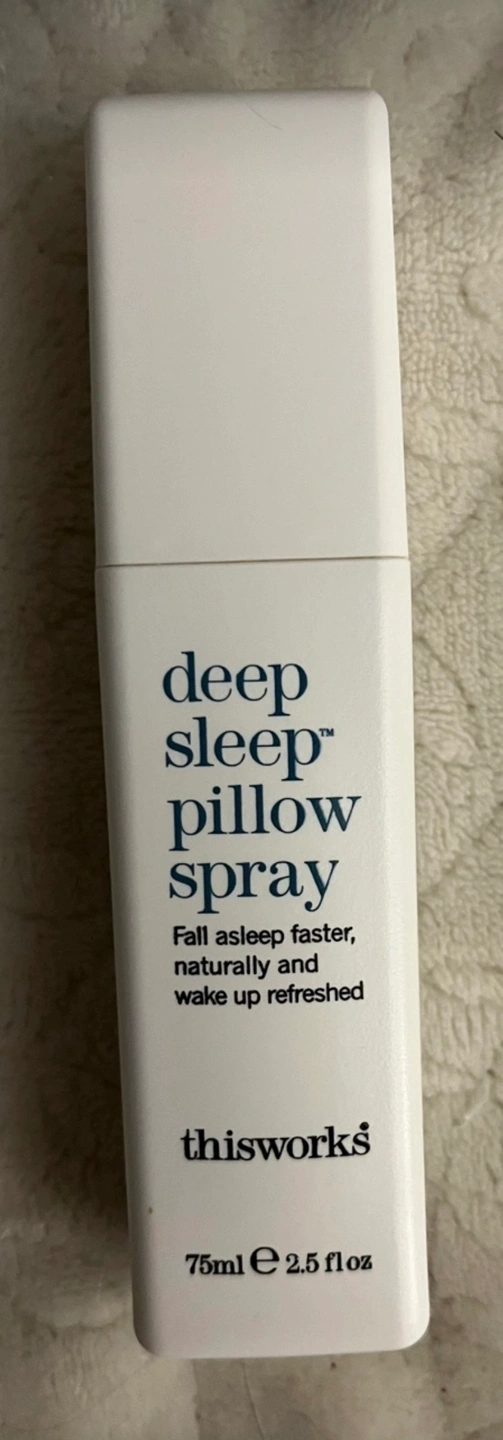 deep
sleep™
pillow
spray
Fall asleep faster,
naturally and
wake up refreshed
thisworks
75ml ℮ 2.5 fl oz